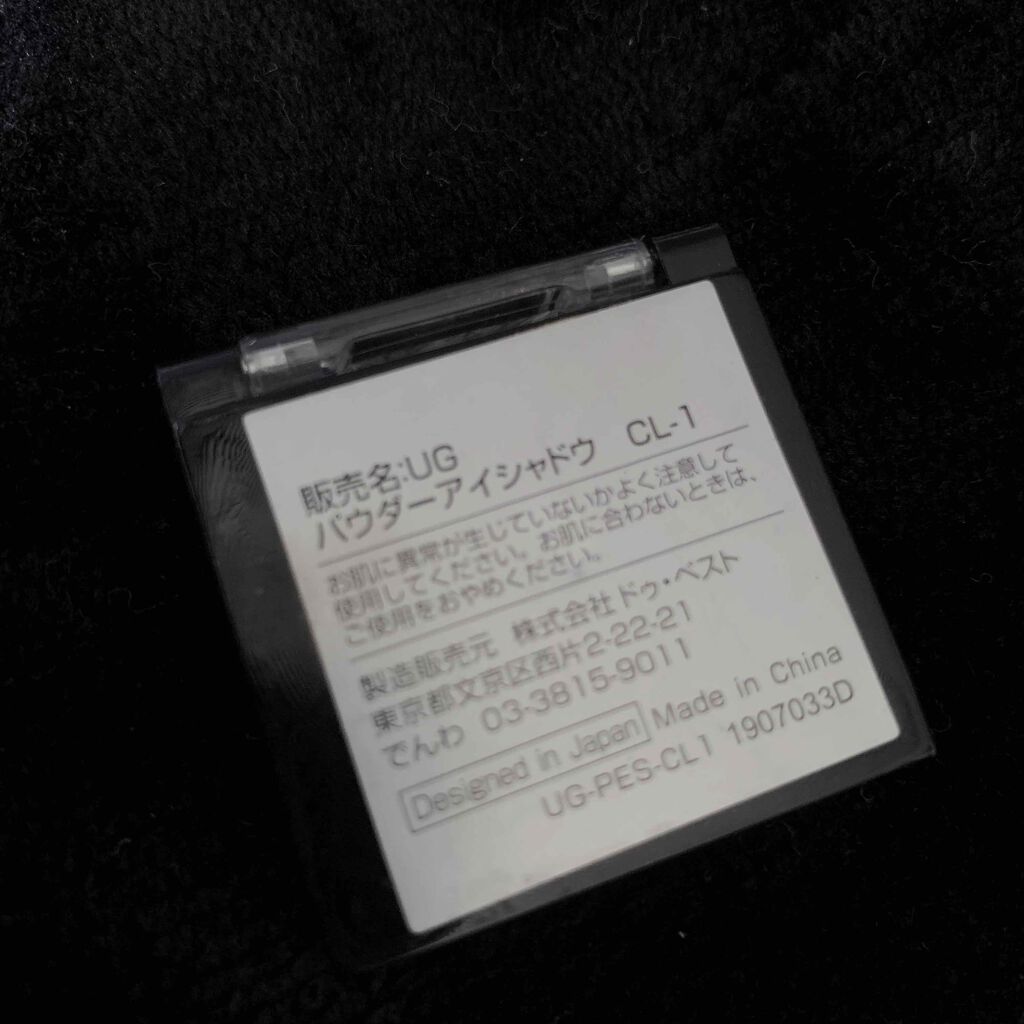 販売名:UG
パウダーアイシャドウ CL-1
お肌に異常が生じていないかよく注意して
使用してください。お肌に合わないときは、
ご使用をおやめください。
製造販売元 株式会社ドゥ・ベスト
東京都文京区西片2-22-21
でんわ 03-3815-9011
Designed in Japan Made in China
UG-PES-CL1 1907033D